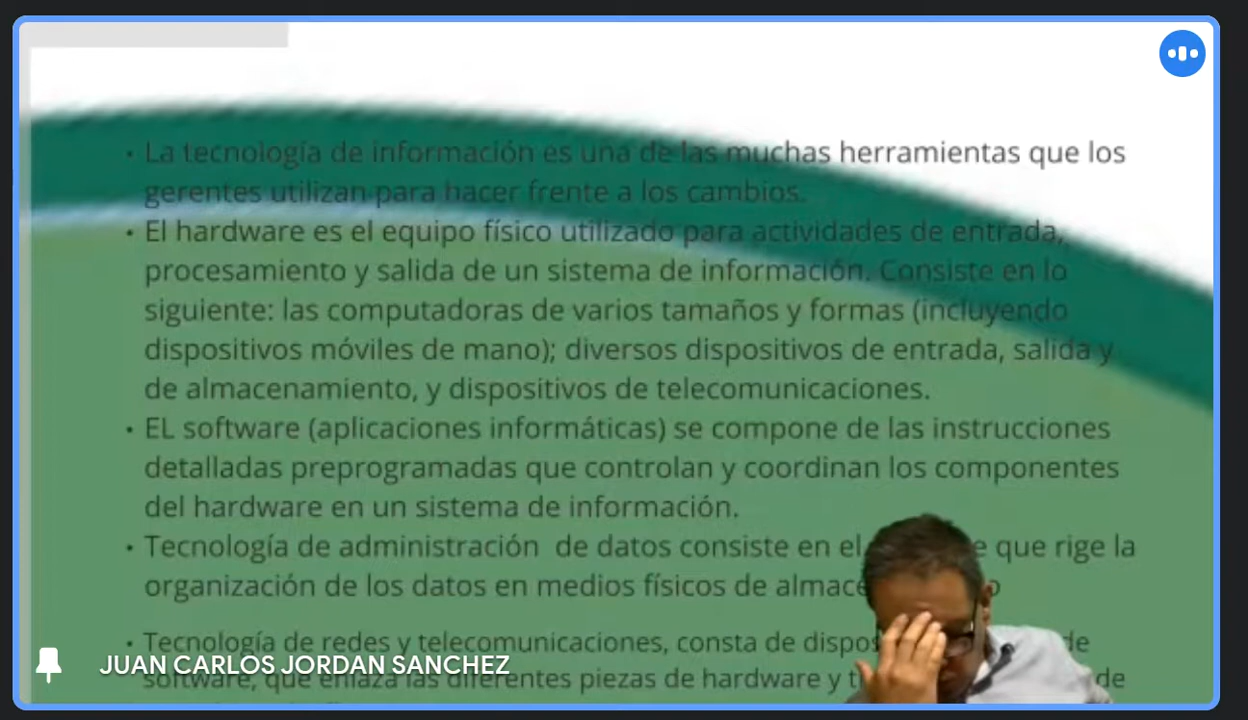 · La tecnología de información es una de las muchas herramientas que los
gerentes utilizan para hacer frente a los cambios.
· El hardware es el equipo físico utilizado para actividades de entrada,
procesamiento y salida de un sistema de información. Consiste en lo
siguiente: las computadoras de varios tamaños y formas (incluyendo
dispositivos móviles de mano); diversos dispositivos de entrada, salida y
de almacenamiento, y dispositivos de telecomunicaciones.
· EL software (aplicaciones informáticas) se compone de las instrucciones
detalladas preprogramadas que controlan y coordinan los componentes
del hardware en un sistema de información.
· Tecnología de administración de datos consiste en el que rige la
organización de los datos en medios físicos de
· Tecnología de redes y telecomunicaciones, consta de de
JUAN CARLOS JORDAN SANCHEZ
software, que enlaza las diferentes piezas de hardware y de